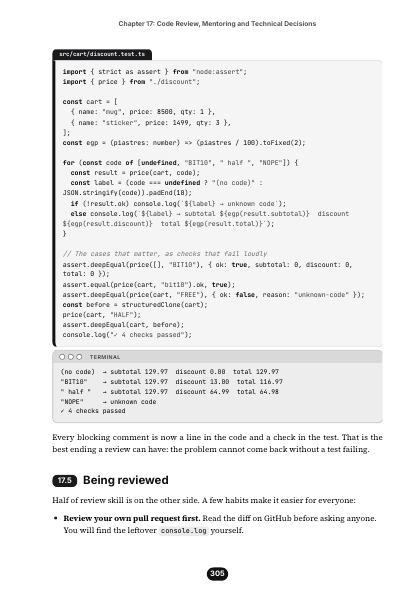 Chapter 17: Code Review, Mentoring and Technical Decisions
src/cart/discount.test.ts
import { strict as assert } from "node:assert";
import { price } from "./discount";
const cart = [
{ name: "mug", price: 8500, qty: 1 },
{ name: "sticker", price: 1499, qty: 3 },
];
const egp = (piastres: number) => (piastres / 100).toFixed(2);
for (const code of [undefined, "BIT10", " half ", "NOPE"]) {
const result = price(cart, code);
const label = (code === undefined ? "(no code)" :
JSON.stringify(code)).padEnd(10);
if (!result.ok) console.log(`${label} → unknown code`);
else console.log(`${label} → subtotal ${egp(result.subtotal)}  discount
${egp(result.discount)}  total ${egp(result.total)}`);
}
// The cases that matter, as checks that fail loudly
assert.deepEqual(price([], "BIT10"), { ok: true, subtotal: 0, discount: 0,
total: 0 });
assert.equal(price(cart, "bit10").ok, true);
assert.deepEqual(price(cart, "FREE"), { ok: false, reason: "unknown-code" });
const before = structuredClone(cart);
price(cart, "HALF");
assert.deepEqual(cart, before);
console.log("✓ 4 checks passed");
TERMINAL
(no code)  → subtotal 129.97  discount 0.00  total 129.97
"BIT10"    → subtotal 129.97  discount 13.00  total 116.97
" half "   → subtotal 129.97  discount 64.99  total 64.98
"NOPE"     → unknown code
✓ 4 checks passed
Every blocking comment is now a line in the code and a check in the test. That is the
best ending a review can have: the problem cannot come back without a test failing.
17.5 Being reviewed
Half of review skill is on the other side. A few habits make it easier for everyone:
• Review your own pull request first. Read the diff on GitHub before asking anyone.
You will find the leftover console.log yourself.
305